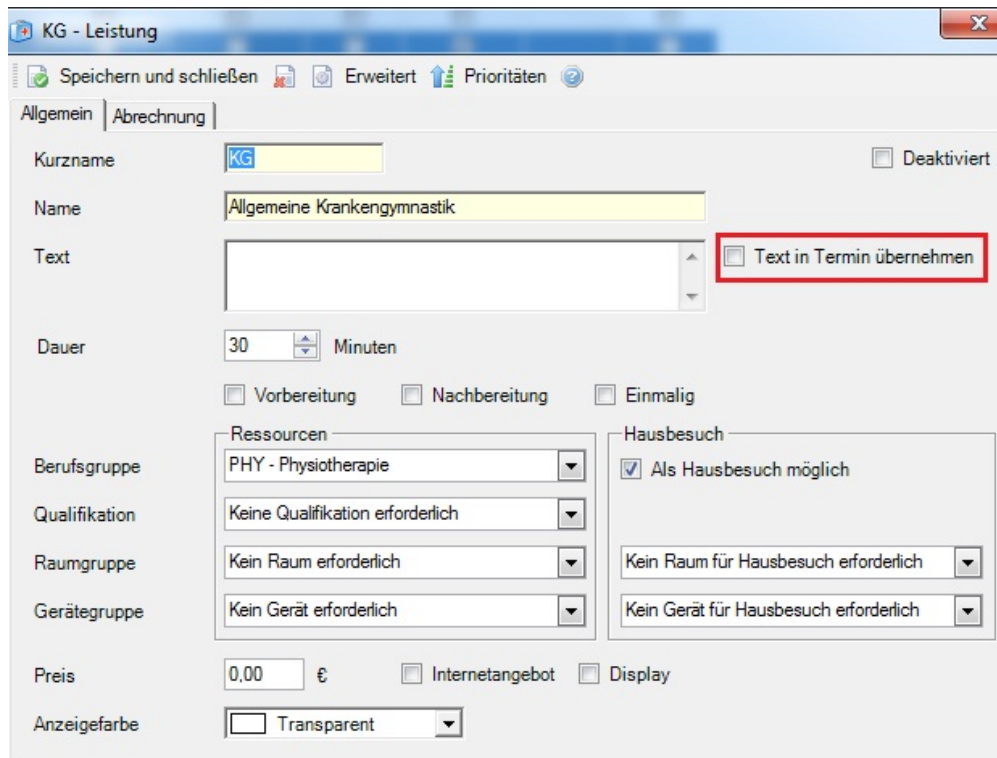 KG - Leistung
Speichern und schließen Erweitert Prioritäten
Allgemein Abrechnung
Kurzname KG Deaktiviert
Name Allgemeine Krankengymnastik
Text Text in Termin übernehmen
Dauer 30 Minuten
Vorbereitung Nachbereitung Einmalig
Ressourcen Hausbesuch
Berufsgruppe PHY - Physiotherapie Als Hausbesuch möglich
Qualifikation Keine Qualifikation erforderlich
Raumgruppe Kein Raum erforderlich Kein Raum für Hausbesuch erforderlich
Gerätegruppe Kein Gerät erforderlich Kein Gerät für Hausbesuch erforderlich
Preis 0,00 € Internetangebot Display
Anzeigefarbe Transparent